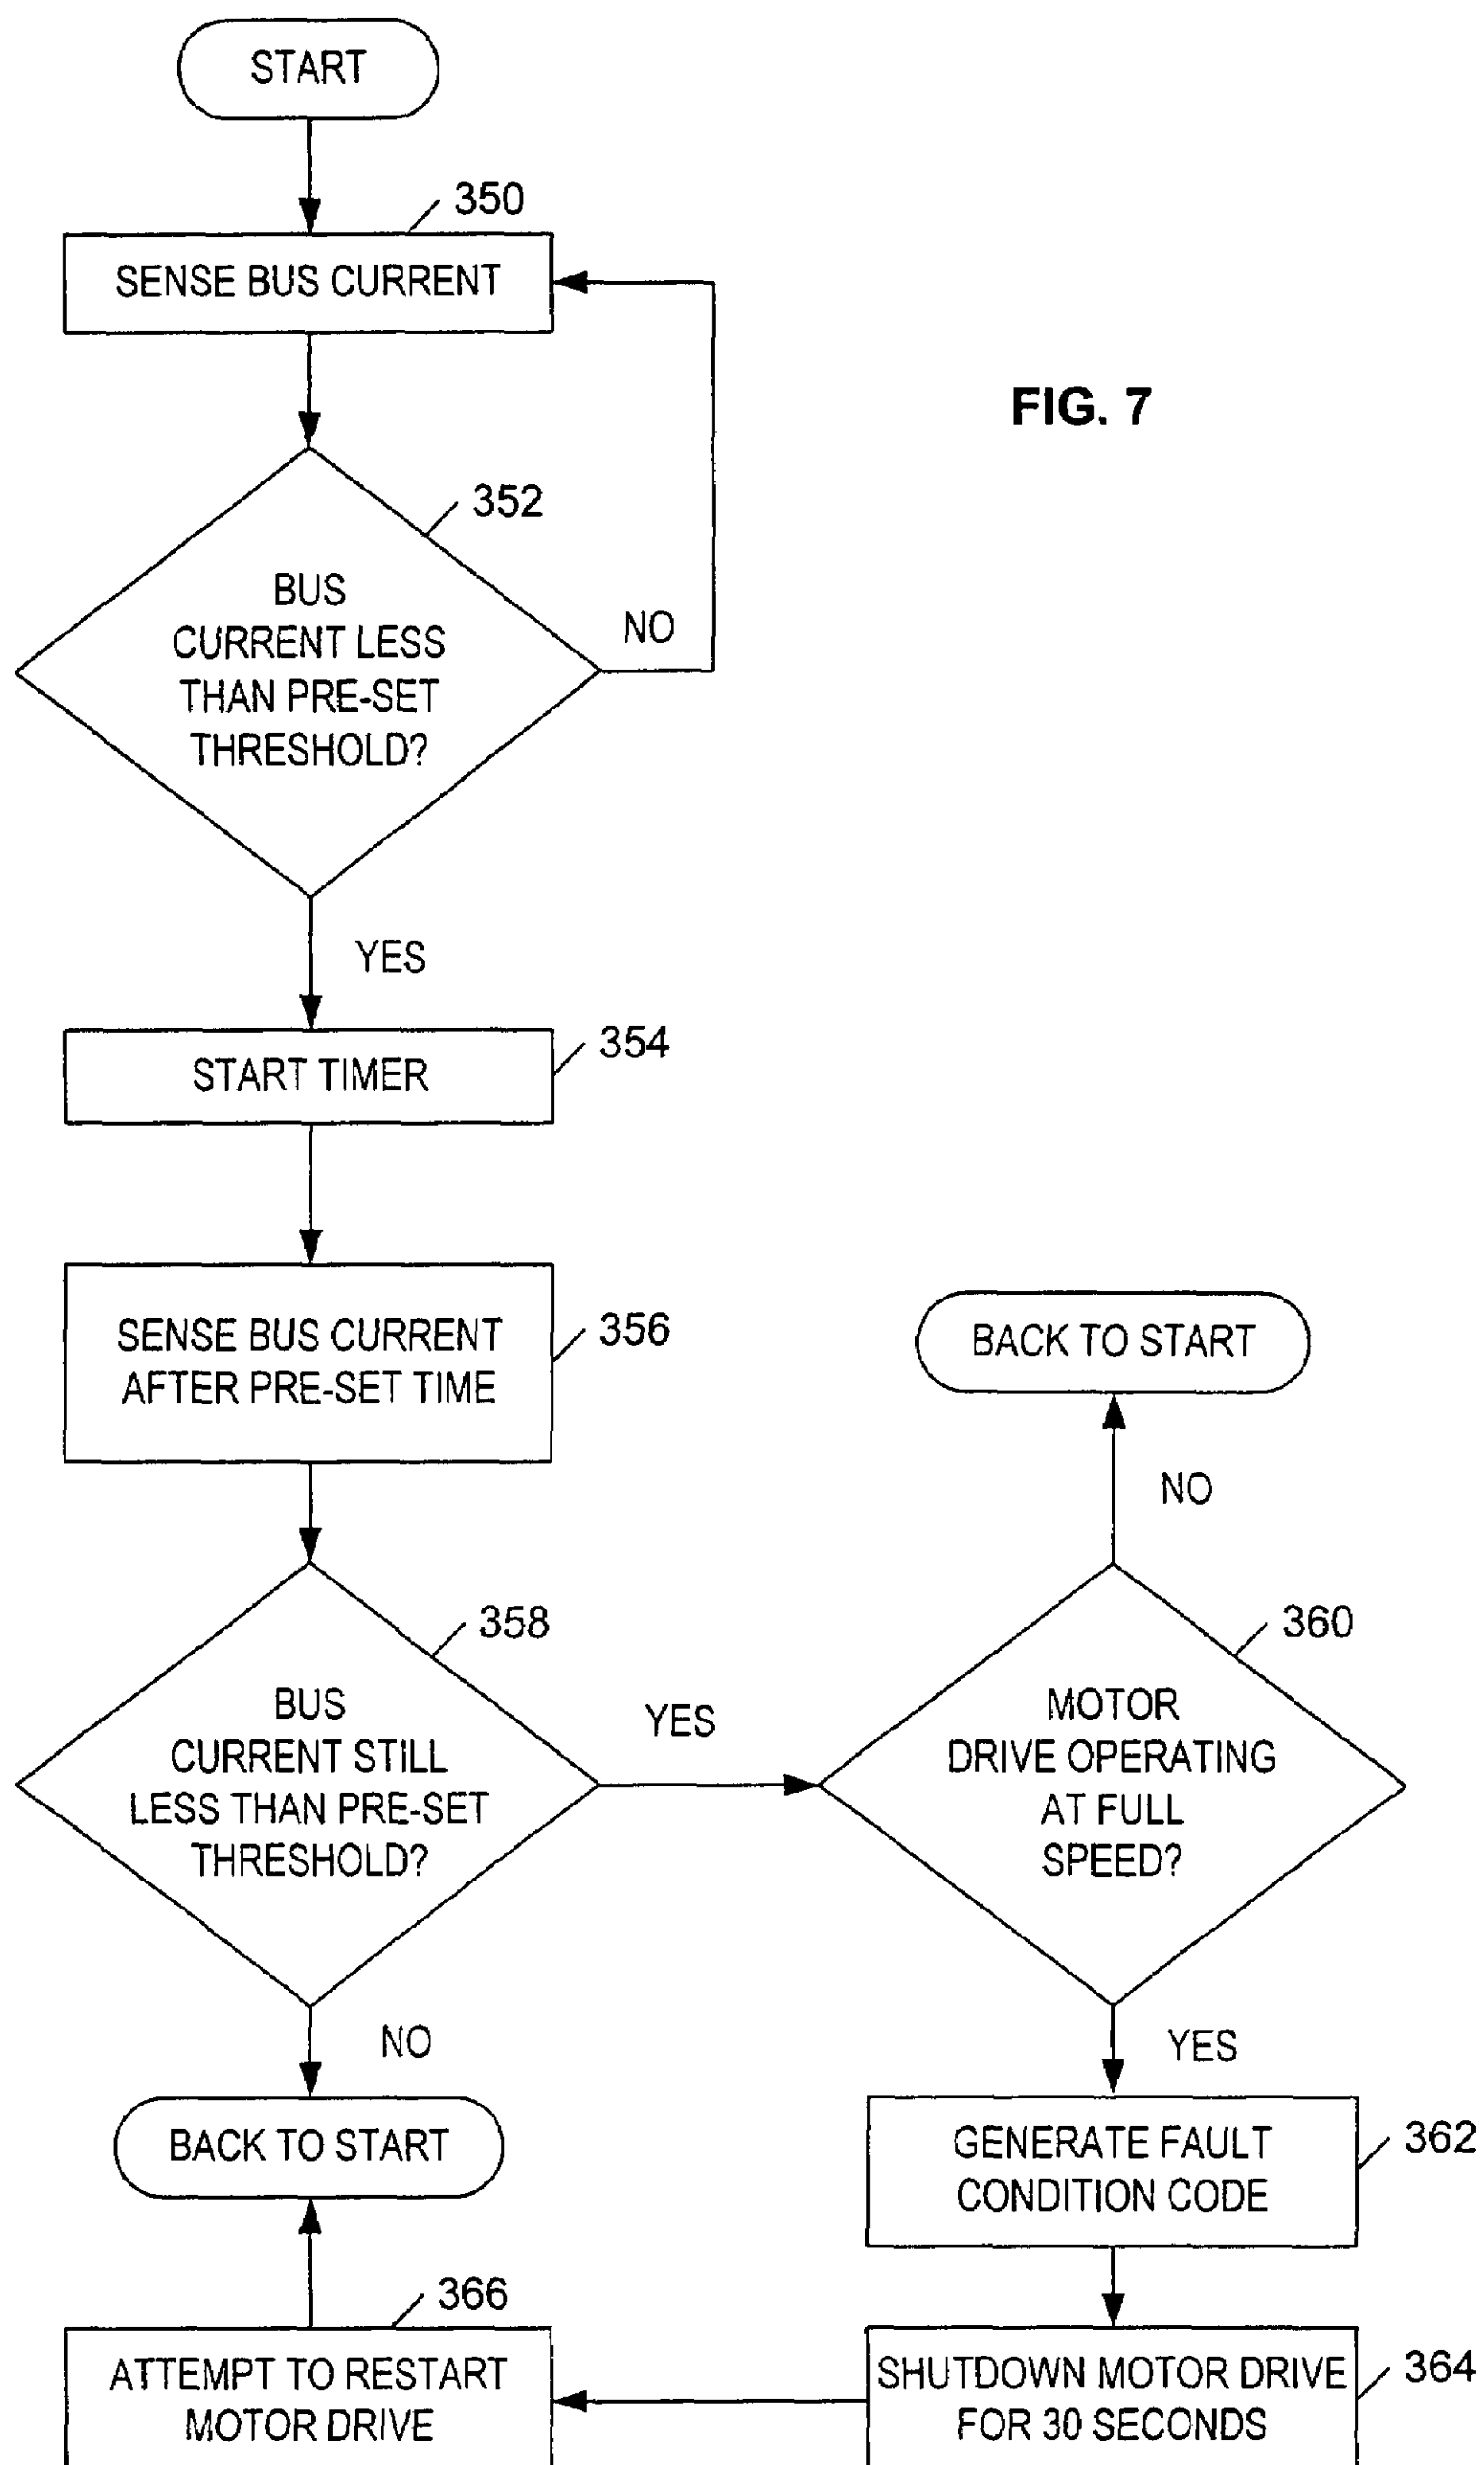 START
350
SENSE BUS CURRENT
FIG. 7
352
BUS
CURRENT LESS
THAN PRE-SET
THRESHOLD?
NO
YES
354
START TIMER
356
SENSE BUS CURRENT
AFTER PRE-SET TIME
BACK TO START
NO
358
BUS
CURRENT STILL
LESS THAN PRE-SET
THRESHOLD?
YES
360
MOTOR
DRIVE OPERATING
AT FULL
SPEED?
NO
YES
BACK TO START
362
GENERATE FAULT
CONDITION CODE
366
ATTEMPT TO RESTART
MOTOR DRIVE
364
SHUTDOWN MOTOR DRIVE
FOR 30 SECONDS